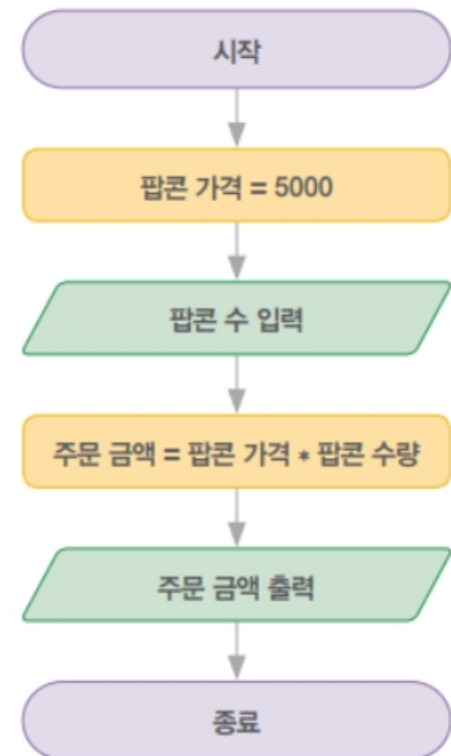 시작
팝콘 가격 = 5000
팝콘 수 입력
주문 금액 = 팝콘 가격 * 팝콘 수량
주문 금액 출력
종료